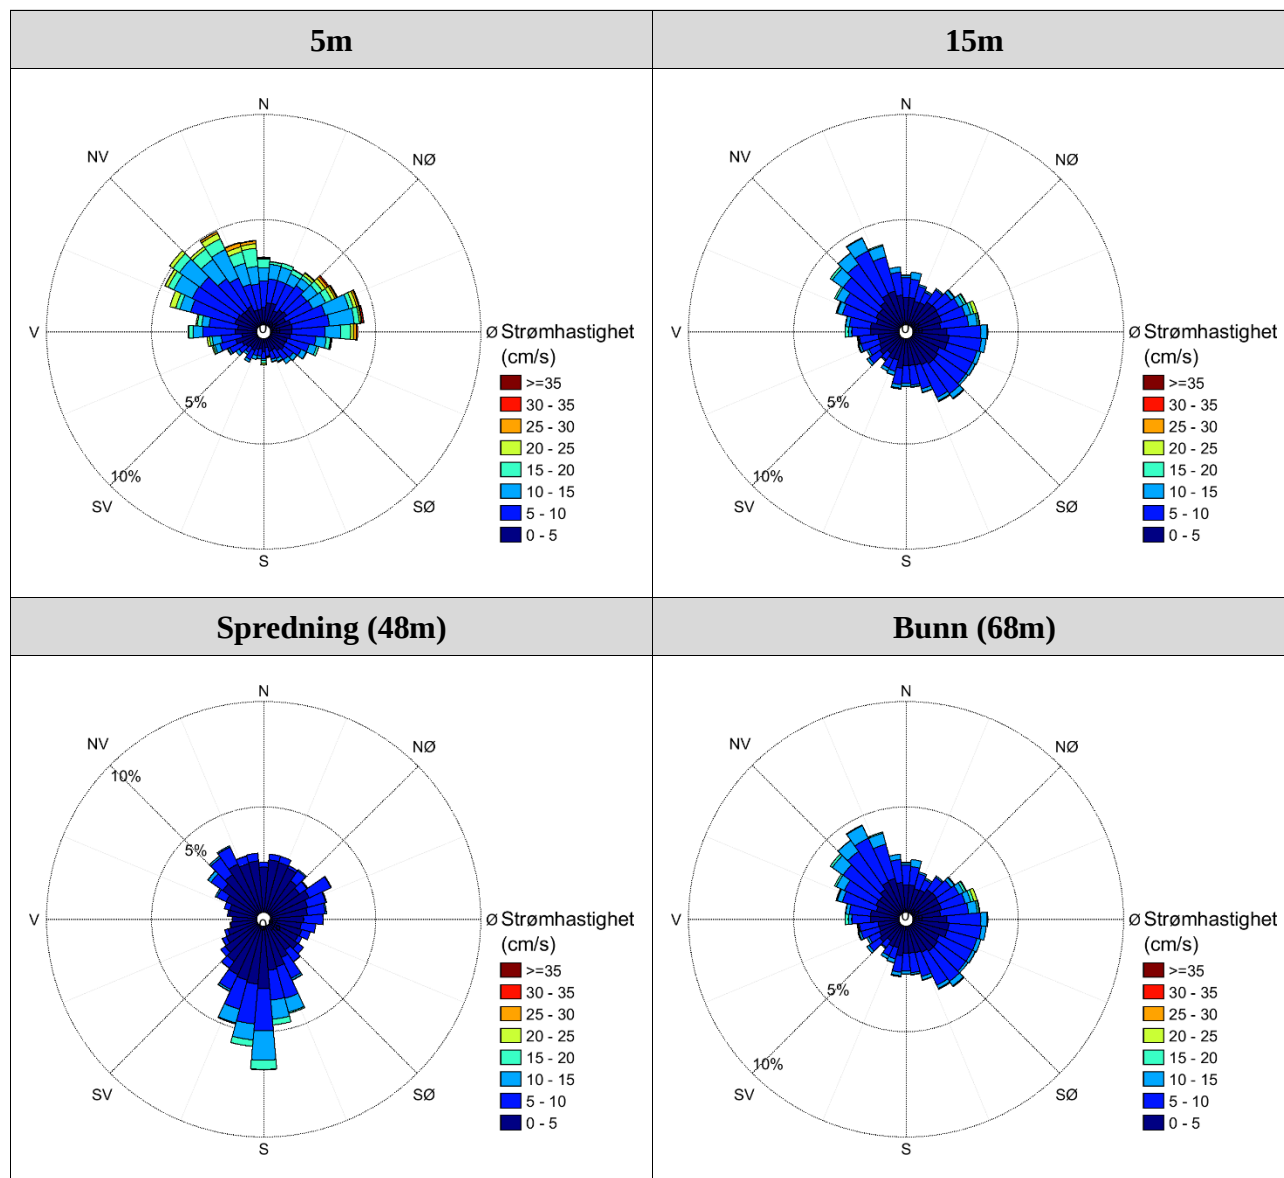 5m
15m
N
NV
NØ
V
Ø
5%
10%
SV
SØ
S
0
Strømhastighet
(cm/s)
>=35
30 - 35
25 - 30
20 - 25
15 - 20
10 - 15
5 - 10
0 - 5
N
NV
NØ
V
Ø
5%
10%
SV
SØ
S
0
Strømhastighet
(cm/s)
>=35
30 - 35
25 - 30
20 - 25
15 - 20
10 - 15
5 - 10
0 - 5
Spredning (48m)
Bunn (68m)
N
NV
NØ
10%
5%
V
Ø
SV
SØ
S
0
Strømhastighet
(cm/s)
>=35
30 - 35
25 - 30
20 - 25
15 - 20
10 - 15
5 - 10
0 - 5
N
NV
NØ
V
Ø
5%
10%
SV
SØ
S
0
Strømhastighet
(cm/s)
>=35
30 - 35
25 - 30
20 - 25
15 - 20
10 - 15
5 - 10
0 - 5